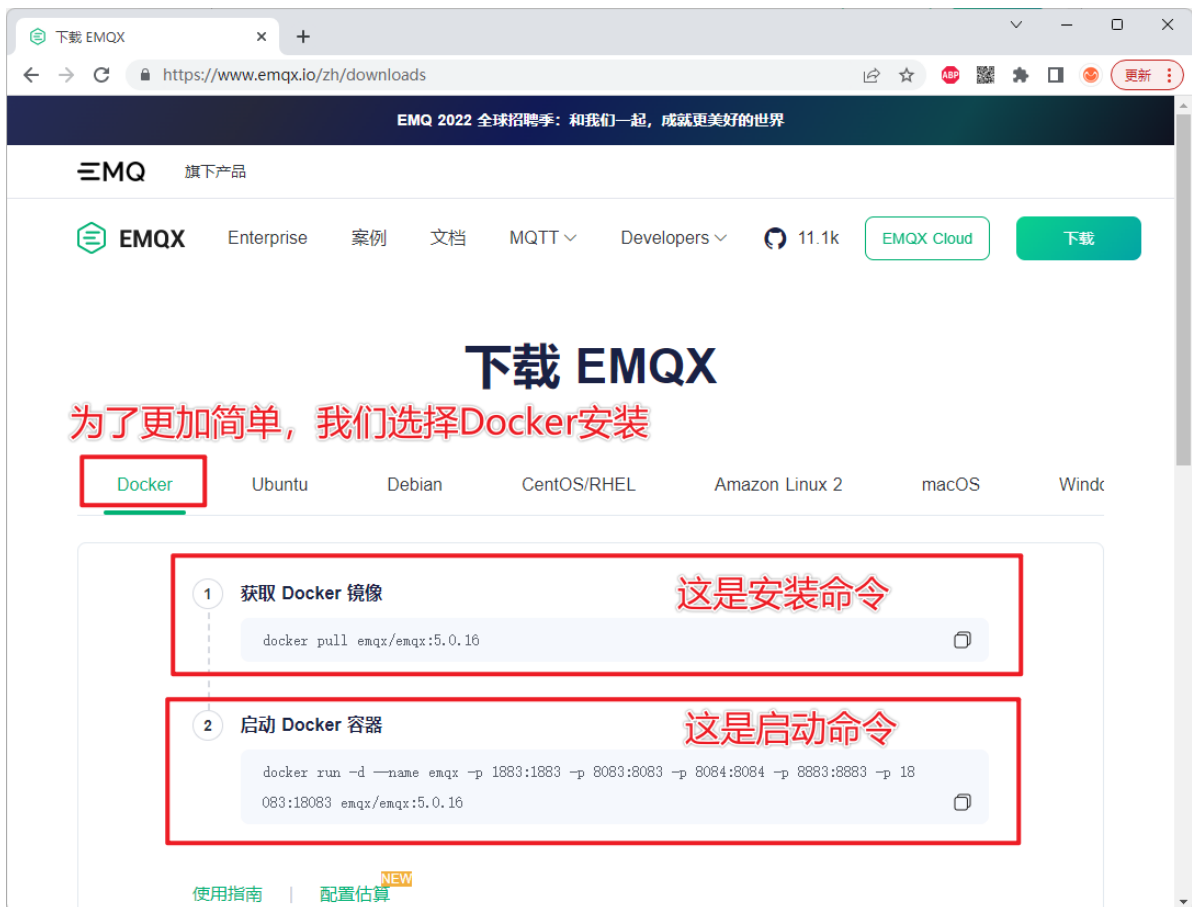 下载 EMQX
https://www.emqx.io/zh/downloads
ABP
更新
EMQ 2022 全球招聘季：和我们一起，成就更美好的世界
EMQ 旗下产品
EMQX Enterprise 案例 文档 MQTT Developers 11.1k EMQX Cloud 下载
下载 EMQX
为了更加简单，我们选择Docker安装
Docker Ubuntu Debian CentOS/RHEL Amazon Linux 2 macOS Windo
1 获取 Docker 镜像 这是安装命令
docker pull emqx/emqx:5.0.16
2 启动 Docker 容器 这是启动命令
docker run -d —name emqx -p 1883:1883 -p 8083:8083 -p 8084:8084 -p 8883:8883 -p 18
083:18083 emqx/emqx:5.0.16
NEW
使用指南 | 配置估算